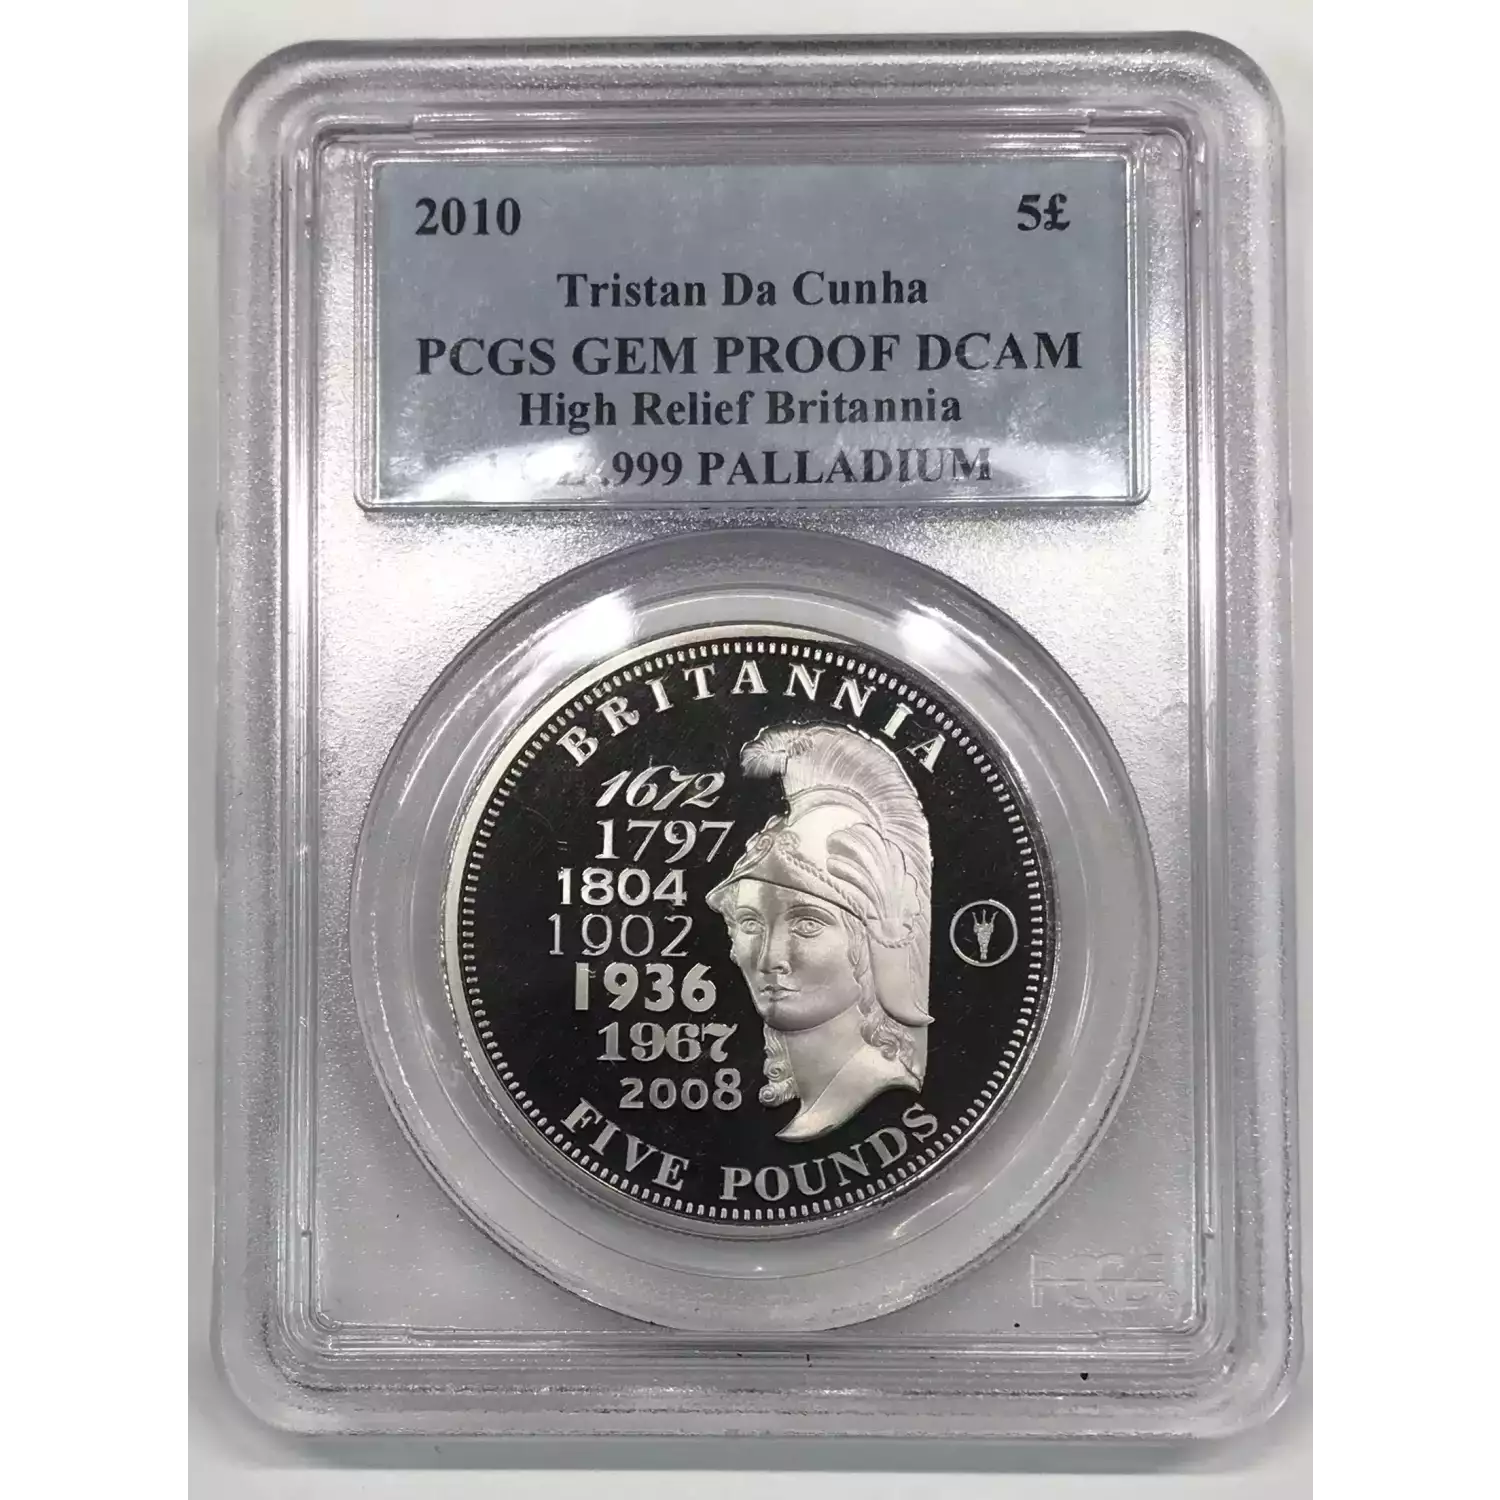 2010 5£
Tristan Da Cunha
PCGS GEM PROOF DCAM
High Relief Britannia
.999 PALLADIUM
BRITANNIA
1672
1797
1804
1902
1936
1967
2008
FIVE POUNDS
PCGS